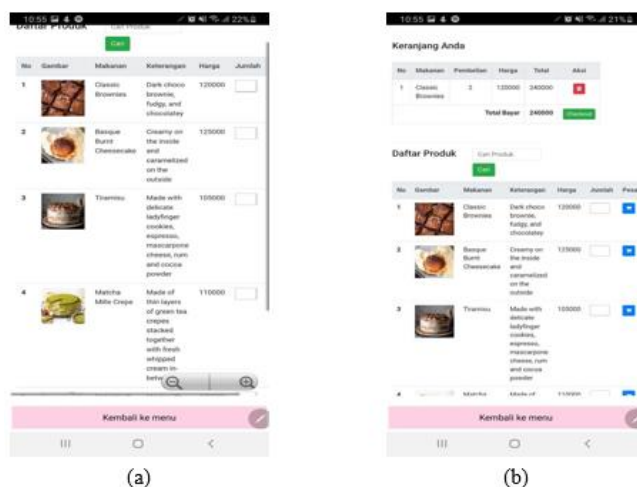 10:55
22%
Daftar Produk
Cari Produk
Cari
No Gambar Makanan Keterangan Harga Jumlah
1 Classic Dark choco 120000
Brownies brownie,
fudgy, and
chocolatey
2 Basque Creamy on 125000
Burnt the inside
Cheesecake and
caramelized
on the
outside
3 Tiramisu Made with 105000
delicate
ladyfinger
cookies,
espresso,
mascarpone
cheese, rum
and cocoa
powder
4 Matcha Made of 110000
Mille Crepe thin layers
of green tea
crepes
stacked
together
with fresh
whipped
cream in-
Kembali ke menu
(a)
10:55
21%
Keranjang Anda
No Makanan Pembelian Harga Total Aksi
1 Classic 2 120000 240000
Brownies
Total Bayar 240000 Checkout
Daftar Produk
Cari Produk
Cari
No Gambar Makanan Keterangan Harga Jumlah Pesa
1 Classic Dark choco 120000
Brownies brownie,
fudgy, and
chocolatey
2 Basque Creamy on 125000
Burnt the inside
Cheesecake and
caramelized
on the
outside
3 Tiramisu Made with 105000
delicate
ladyfinger
cookies,
espresso,
mascarpone
cheese, rum
and cocoa
powder
4 Matcha Made of 110000
Kembali ke menu
(b)